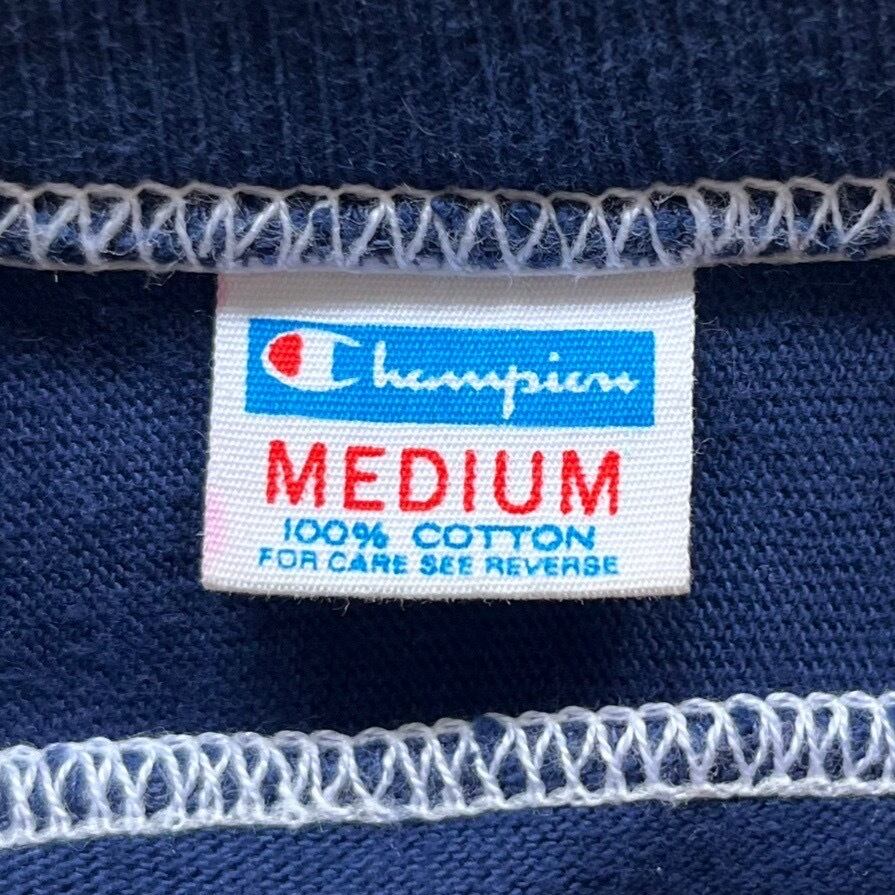 Champion
MEDIUM
100% COTTON
FOR CARE SEE REVERSE